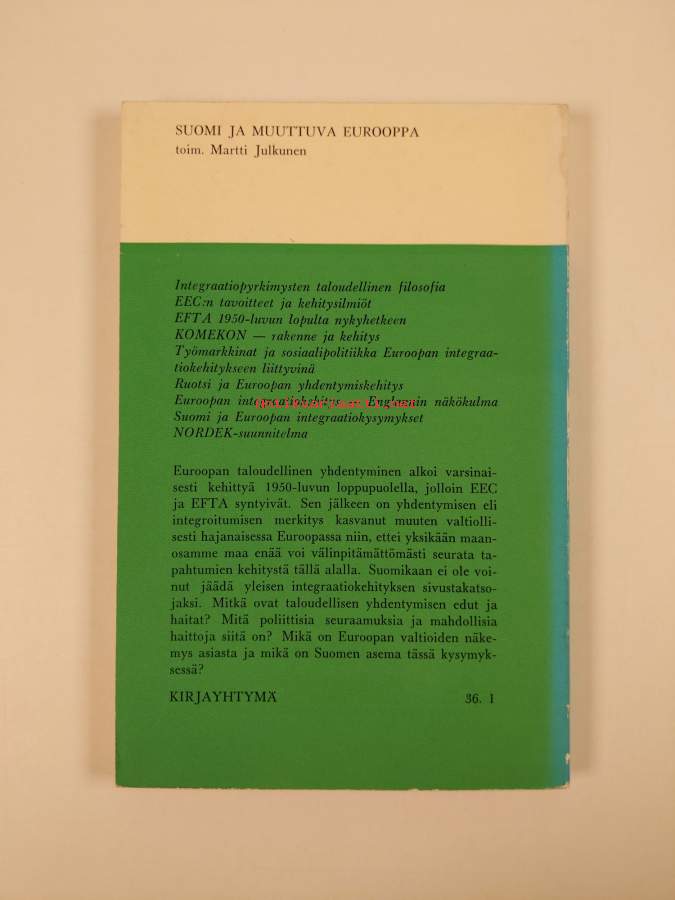 SUOMI JA MUUTTUVA EUROOPPA
toim. Martti Julkunen
Integraatiopyrkimysten taloudellinen filosofia
EEC:n tavoitteet ja kehitysilmiöt
EFTA 1950-luvun lopulta nykyhetkeen
KOMEKON — rakenne ja kehitys
Työmarkkinat ja sosiaalipolitiikka Euroopan integraa-
tiokehitykseen liittyvinä
Ruotsi ja Euroopan yhdentymiskehitys
Euroopan integraatiokehitys — Englannin näkökulma
Suomi ja Euroopan integraatiokysymykset
NORDEK-suunnitelma
Euroopan taloudellinen yhdentyminen alkoi varsinai-
sesti kehittyä 1950-luvun loppupuolella, jolloin EEC
ja EFTA syntyivät. Sen jälkeen on yhdentymisen eli
integroitumisen merkitys kasvanut muuten valtiolli-
sesti hajanaisessa Euroopassa niin, ettei yksikään maan-
osamme maa enää voi välinpitämättömästi seurata ta-
pahtumien kehitystä tällä alalla. Suomikaan ei ole voi-
nut jäädä yleisen integraatiokehityksen sivustakatso-
jaksi. Mitkä ovat taloudellisen yhdentymisen edut ja
haitat? Mitä poliittisia seuraamuksia ja mahdollisia
haittoja siitä on? Mikä on Euroopan valtioiden näke-
mys asiasta ja mikä on Suomen asema tässä kysymyk-
sessä?
KIRJAYHTYMÄ 36. 1